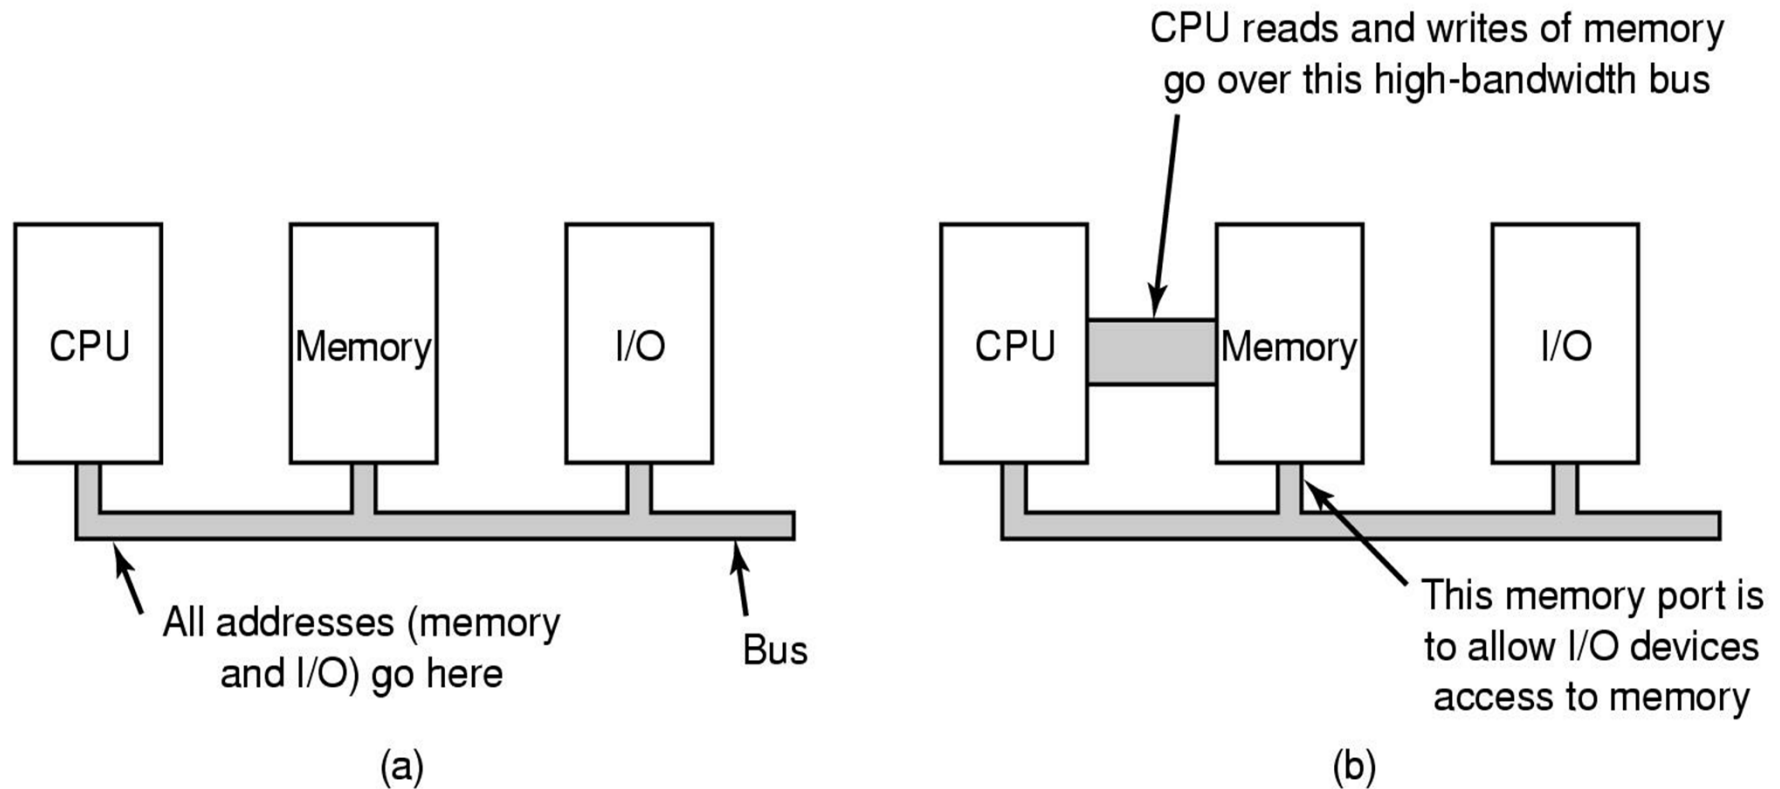 CPU reads and writes of memory
go over this high-bandwidth bus
CPU
Memory
I/O
CPU
Memory
I/O
All addresses (memory
and I/O) go here
Bus
This memory port is
to allow I/O devices
access to memory
(a)
(b)